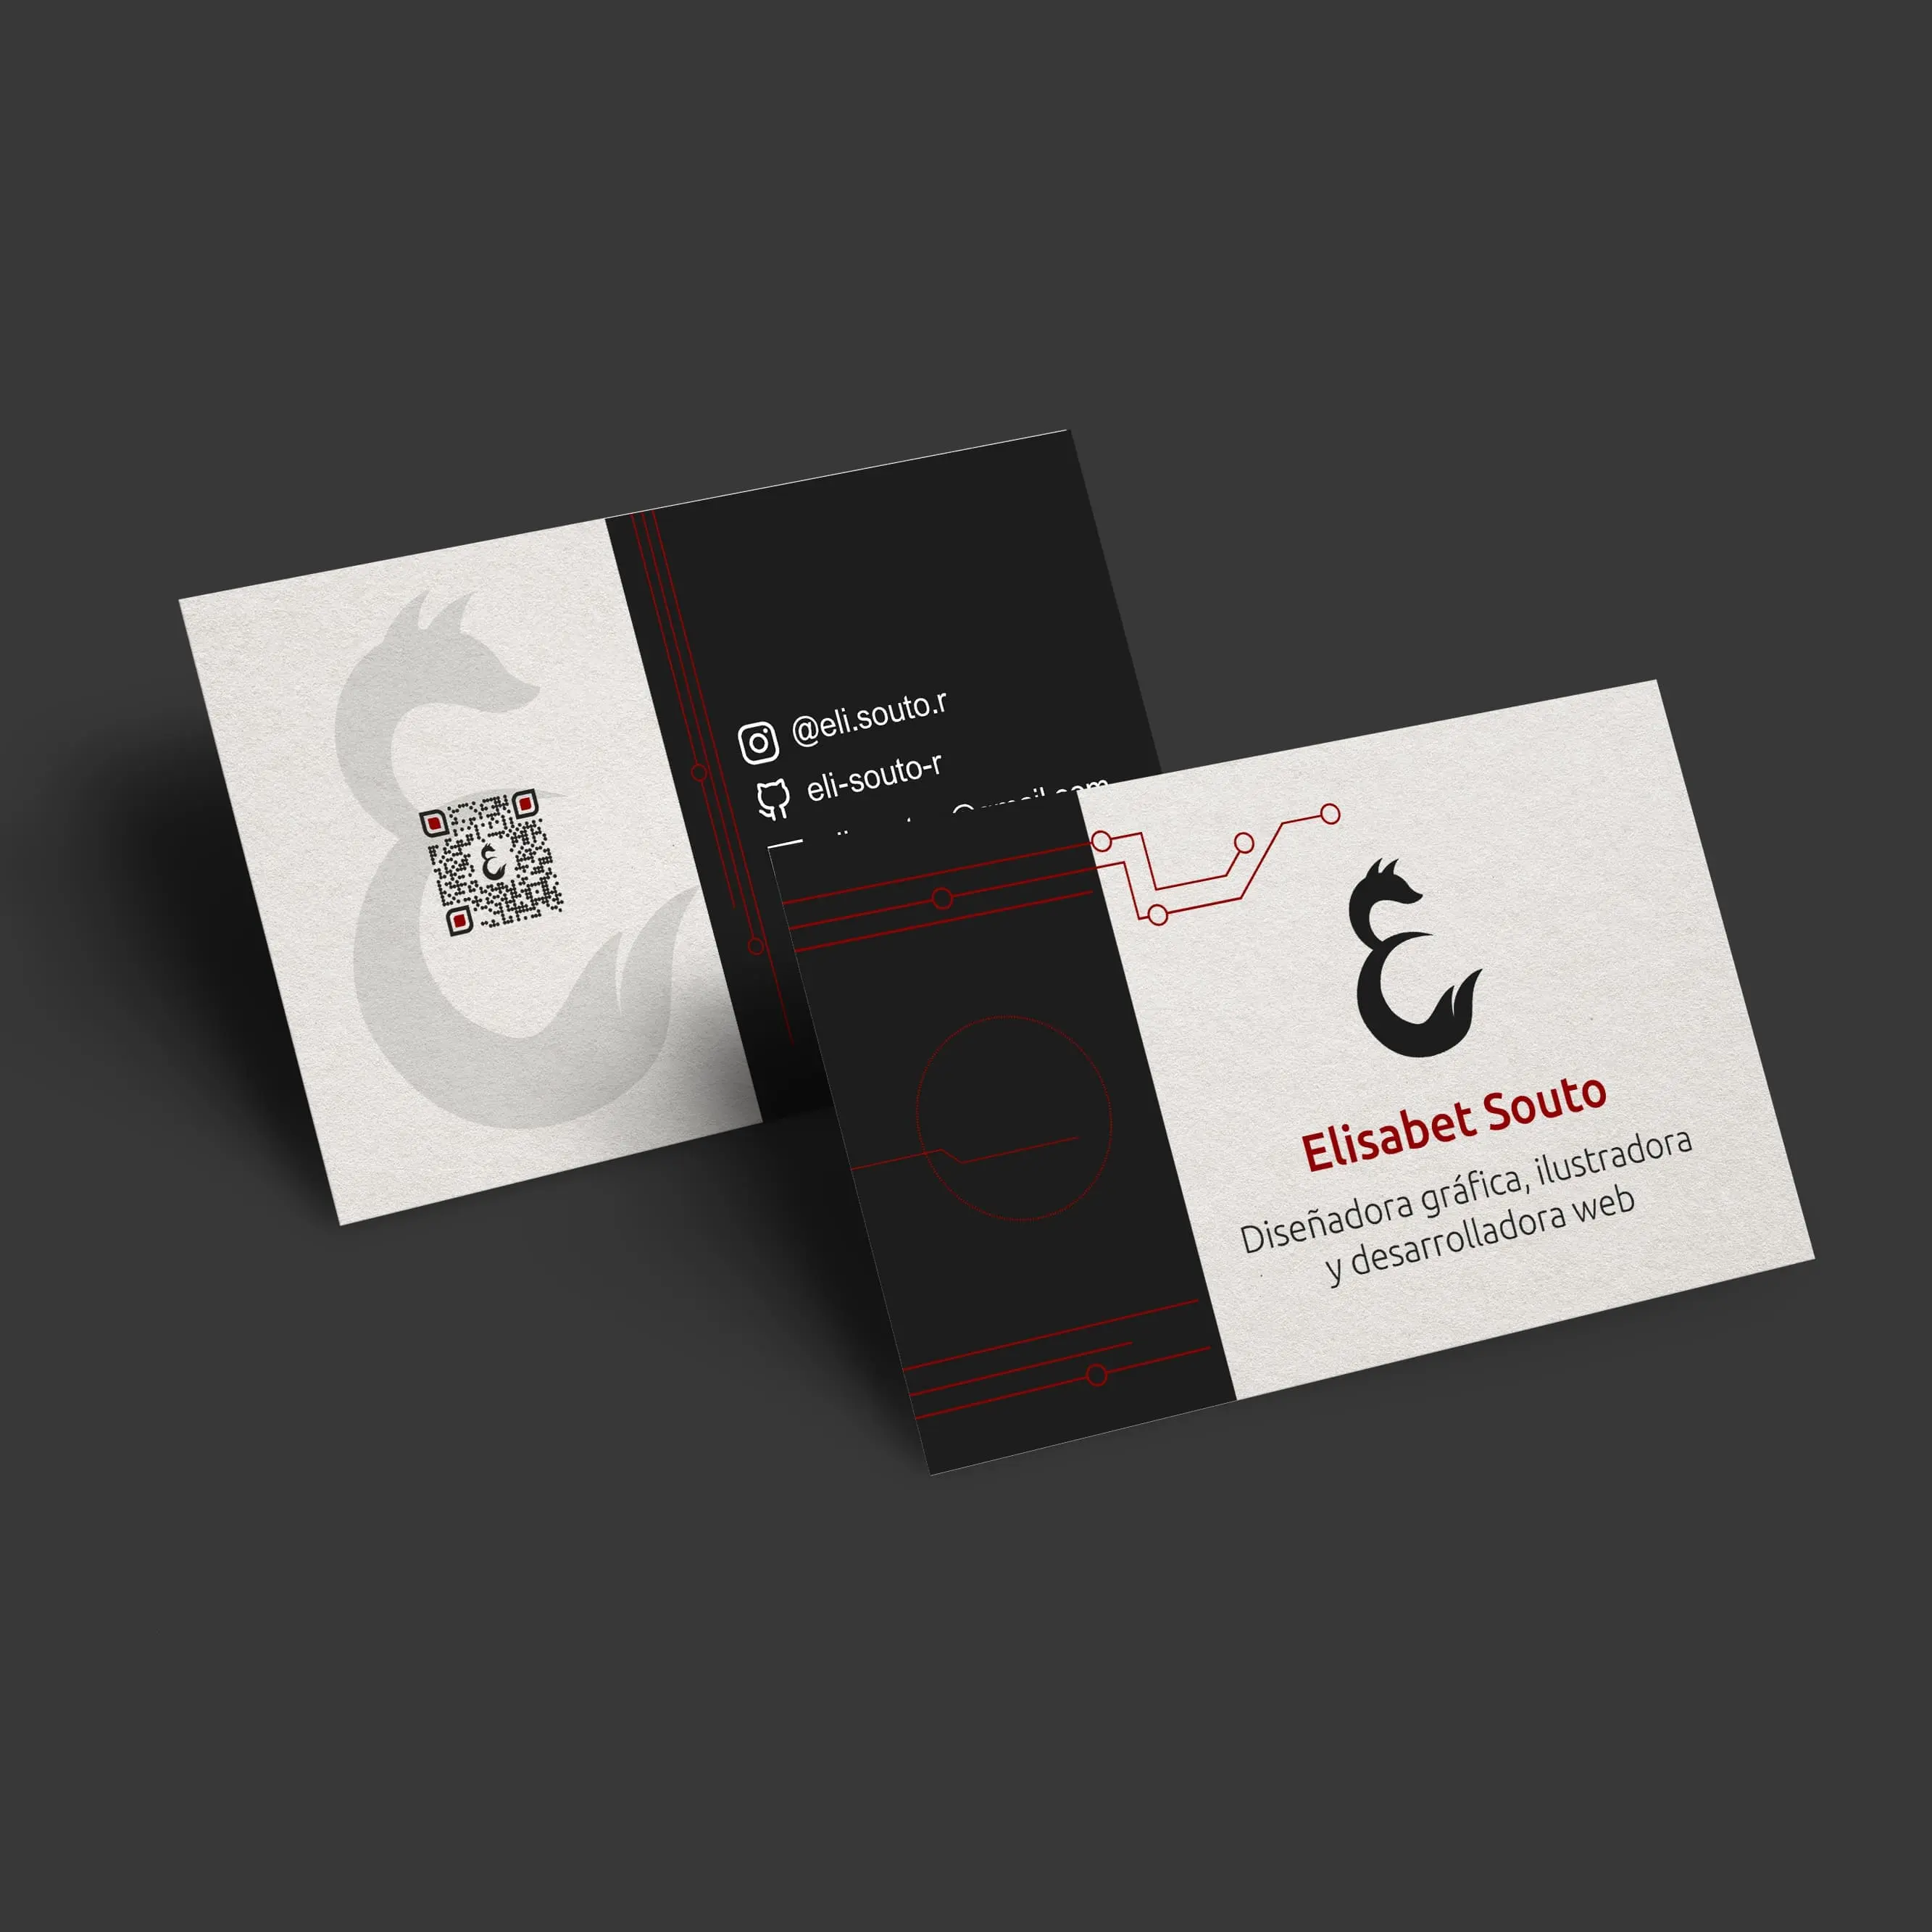 @eli.souto.r
eli-souto-r
Elisabet Souto
Diseñadora gráfica, ilustradora
y desarrolladora web